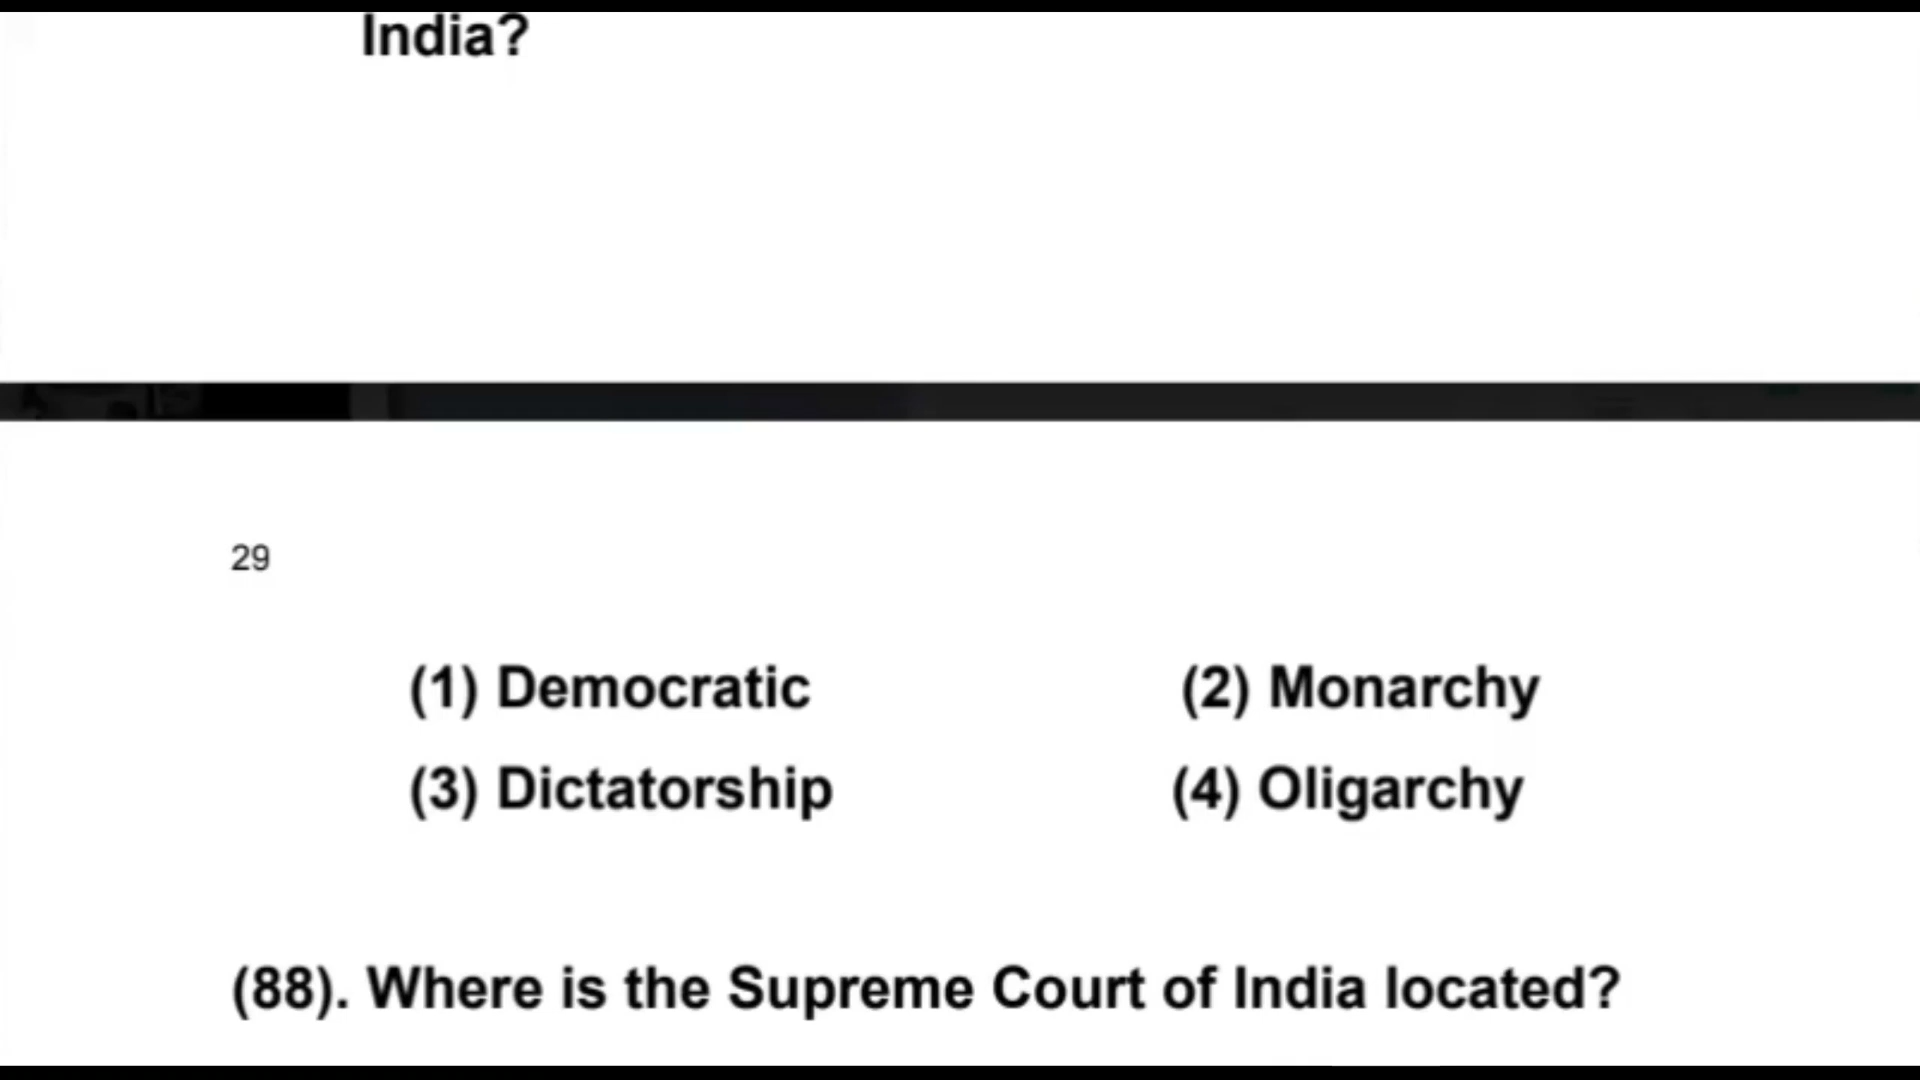 India?
29
(1) Democratic (2) Monarchy
(3) Dictatorship (4) Oligarchy
(88). Where is the Supreme Court of India located?